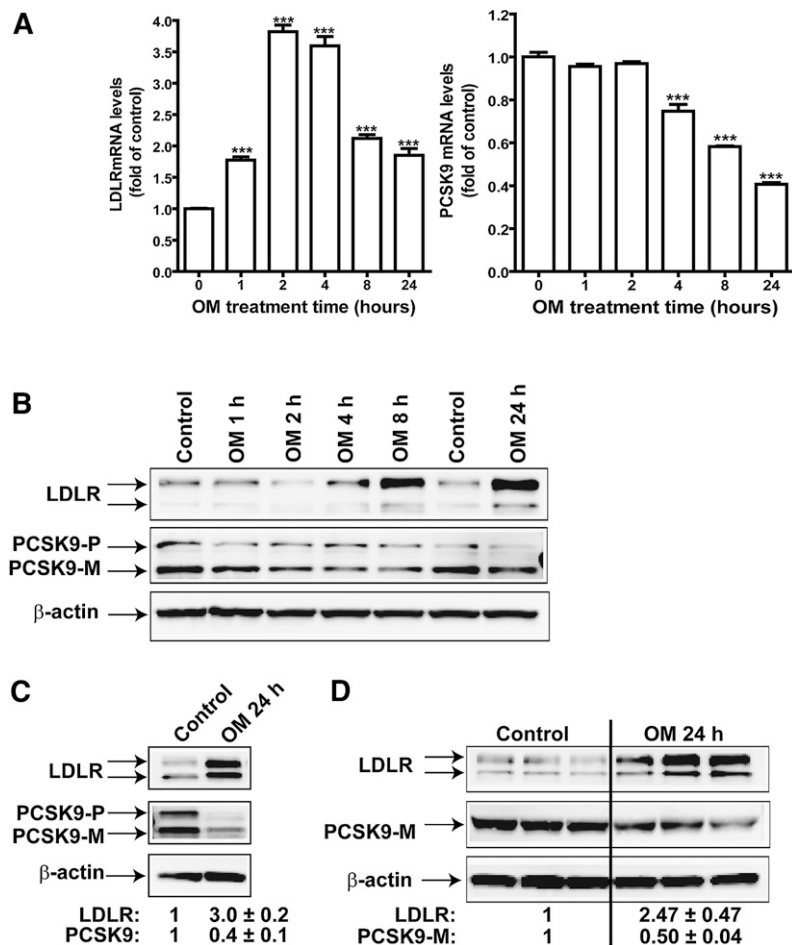 A
LDLRmRNA levels
(fold of control)
4.0
3.5
3.0
2.5
2.0
1.5
1.0
0.5
0.0
***
***
***
***
***
0 1 2 4 8 24
OM treatment time (hours)
PCSK9 mRNA levels
(fold of control)
1.2
1.0
0.8
0.6
0.4
0.2
0.0
***
***
***
0 1 2 4 8 24
OM treatment time (hours)
B
Control OM 1 h OM 2 h OM 4 h OM 8 h Control OM 24 h
LDLR
PCSK9-P
PCSK9-M
β-actin
C
Control OM 24 h
LDLR
PCSK9-P
PCSK9-M
β-actin
LDLR: 1 3.0 ± 0.2
PCSK9: 1 0.4 ± 0.1
D
Control OM 24 h
LDLR
PCSK9-M
β-actin
LDLR: 1 2.47 ± 0.47
PCSK9-M: 1 0.50 ± 0.04